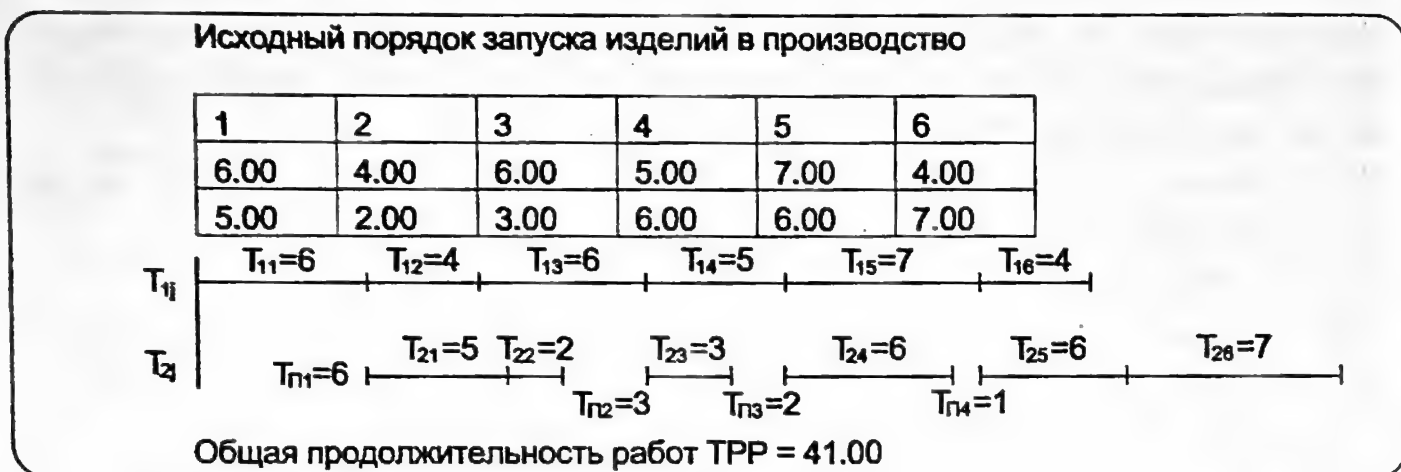 Исходный порядок запуска изделий в производство
1 2 3 4 5 6
6.00 4.00 6.00 5.00 7.00 4.00
5.00 2.00 3.00 6.00 6.00 7.00
T₁₁=6 T₁₂=4 T₁₃=6 T₁₄=5 T₁₅=7 T₁₆=4
T₁ⱼ
T₂₁=5 T₂₂=2 T₂₃=3 T₂₄=6 T₂₅=6 T₂₆=7
T₂ⱼ Tп₁=6
Tп₂=3 Tп₃=2 Tп₄=1
Общая продолжительность работ ТРР = 41.00